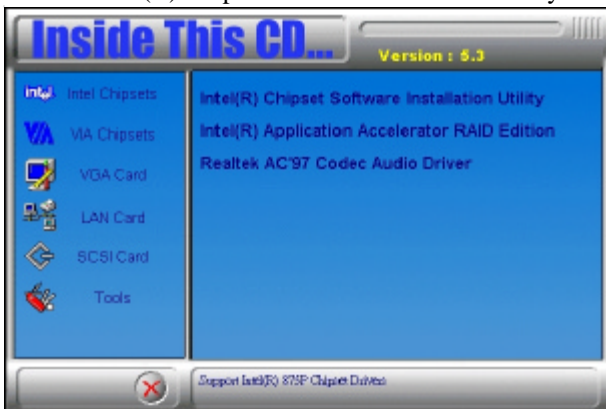 Inside This CD...
Version : 5.3
intel Intel Chipsets
VIA VIA Chipsets
VGA Card
LAN Card
SCSI Card
Tools
Intel(R) Chipset Software Installation Utility
Intel(R) Application Accelerator RAID Edition
Realtek AC'97 Codec Audio Driver
Support Intel(R) 875P Chipset Drivers